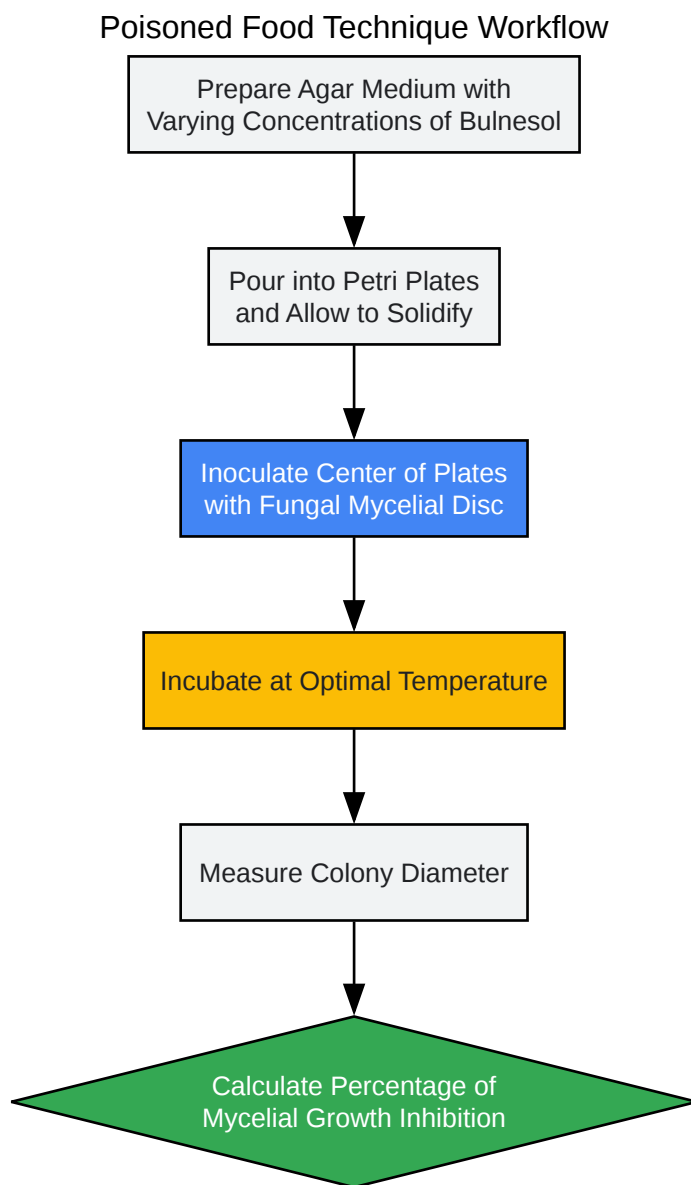 Poisoned Food Technique Workflow
Prepare Agar Medium with
Varying Concentrations of Bulnesol
Pour into Petri Plates
and Allow to Solidify
Inoculate Center of Plates
with Fungal Mycelial Disc
Incubate at Optimal Temperature
Measure Colony Diameter
Calculate Percentage of
Mycelial Growth Inhibition